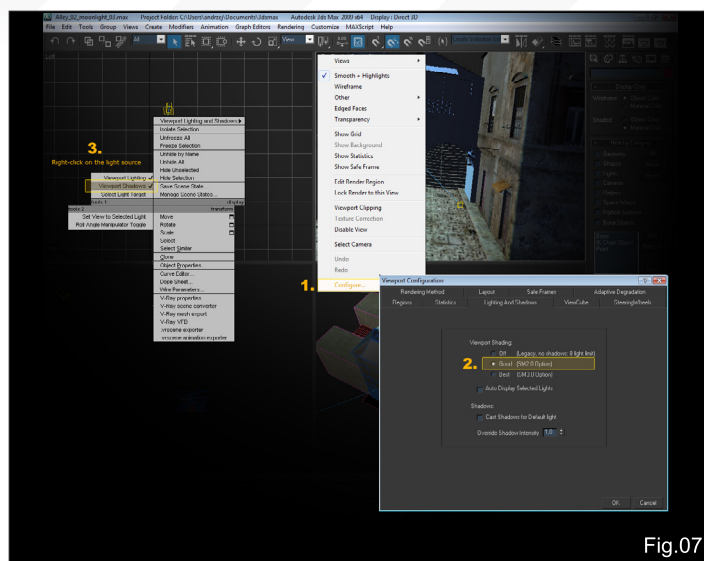 Alley_02_moonlight_03.max Project Folder: C:\Users\andrzej\Documents\3dsmax Autodesk 3ds Max 2009 x64 Display : Direct 3D
File Edit Tools Group Views Create Modifiers Animation Graph Editors Rendering Customize MAXScript Help
All
View
Left
Views
Smooth + Highlights
Wireframe
Other
Edged Faces
Transparency
Show Grid
Show Background
Show Statistics
Show Safe Frame
Edit Render Region
Lock Render to this View
Viewport Clipping
Texture Correction
Disable View
Select Camera
Undo
Redo
1.
Configure...
3.
Right-click on the light source
Viewport Lighting and Shadows
Isolate Selection
Unfreeze All
Freeze Selection
Unhide by Name
Unhide All
Hide Unselected
Hide Selection
Save Scene State...
Manage Scene States...
Viewport Lighting
Viewport Shadows
Select Light Target
tools 1
display
tools 2
transform
Set View to Selected Light
Roll Angle Manipulator Toggle
Move
Rotate
Scale
Select
Select Similar
Clone
Object Properties...
Curve Editor...
Dope Sheet...
Wire Parameters...
V-Ray properties
V-Ray scene converter
V-Ray mesh export
V-Ray VFB
.vrscene exporter
.vrscene animation exporter
Viewport Configuration
Rendering Method Layout Safe Frames Adaptive Degradation
Regions Statistics Lighting And Shadows ViewCube SteeringWheels
Viewport Shading:
Off (Legacy, no shadows: 8 light limit)
2.
Good (SM2.0 Option)
Best (SM3.0 Option)
Auto Display Selected Lights
Shadows:
Cast Shadows for Default light
Override Shadow Intensity 1,0
OK Cancel
Fig.07